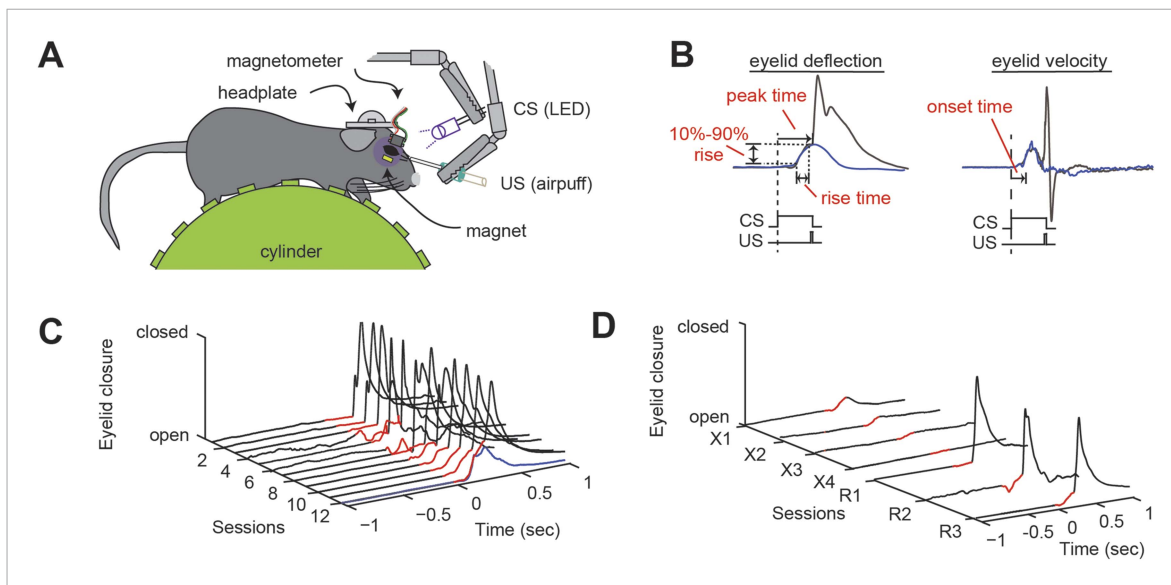 A
magnetometer
headplate
CS (LED)
US (airpuff)
magnet
cylinder
B
eyelid deflection
peak time
10%-90%
rise
rise time
CS
US
eyelid velocity
onset time
CS
US
C
closed
Eyelid closure
open
2
4
6
8
10
12
Sessions
−1
−0.5
0
0.5
1
Time (sec)
D
closed
Eyelid closure
open
X1
X2
X3
X4
R1
R2
R3
Sessions
−1
-0.5
0
0.5
1
Time (sec)